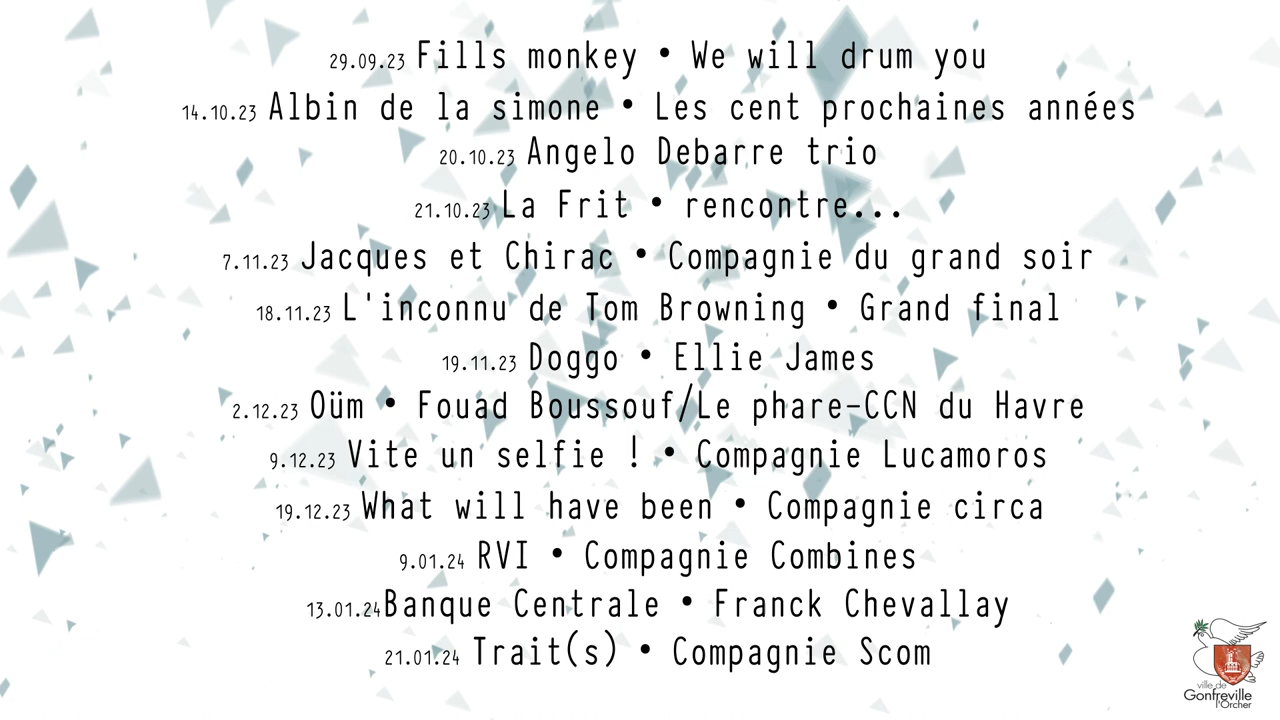 29.09.23 Fills monkey • We will drum you
14.10.23 Albin de la simone • Les cent prochaines années
20.10.23 Angelo Debarre trio
21.10.23 La Frit • rencontre...
7.11.23 Jacques et Chirac • Compagnie du grand soir
18.11.23 L'inconnu de Tom Browning • Grand final
19.11.23 Doggo • Ellie James
2.12.23 Oüm • Fouad Boussouf/Le phare-CCN du Havre
9.12.23 Vite un selfie ! • Compagnie Lucamoros
19.12.23 What will have been • Compagnie circa
9.01.24 RVI • Compagnie Combines
13.01.24 Banque Centrale • Franck Chevallay
21.01.24 Trait(s) • Compagnie Scom
ville de
Gonfreville
l'Orcher